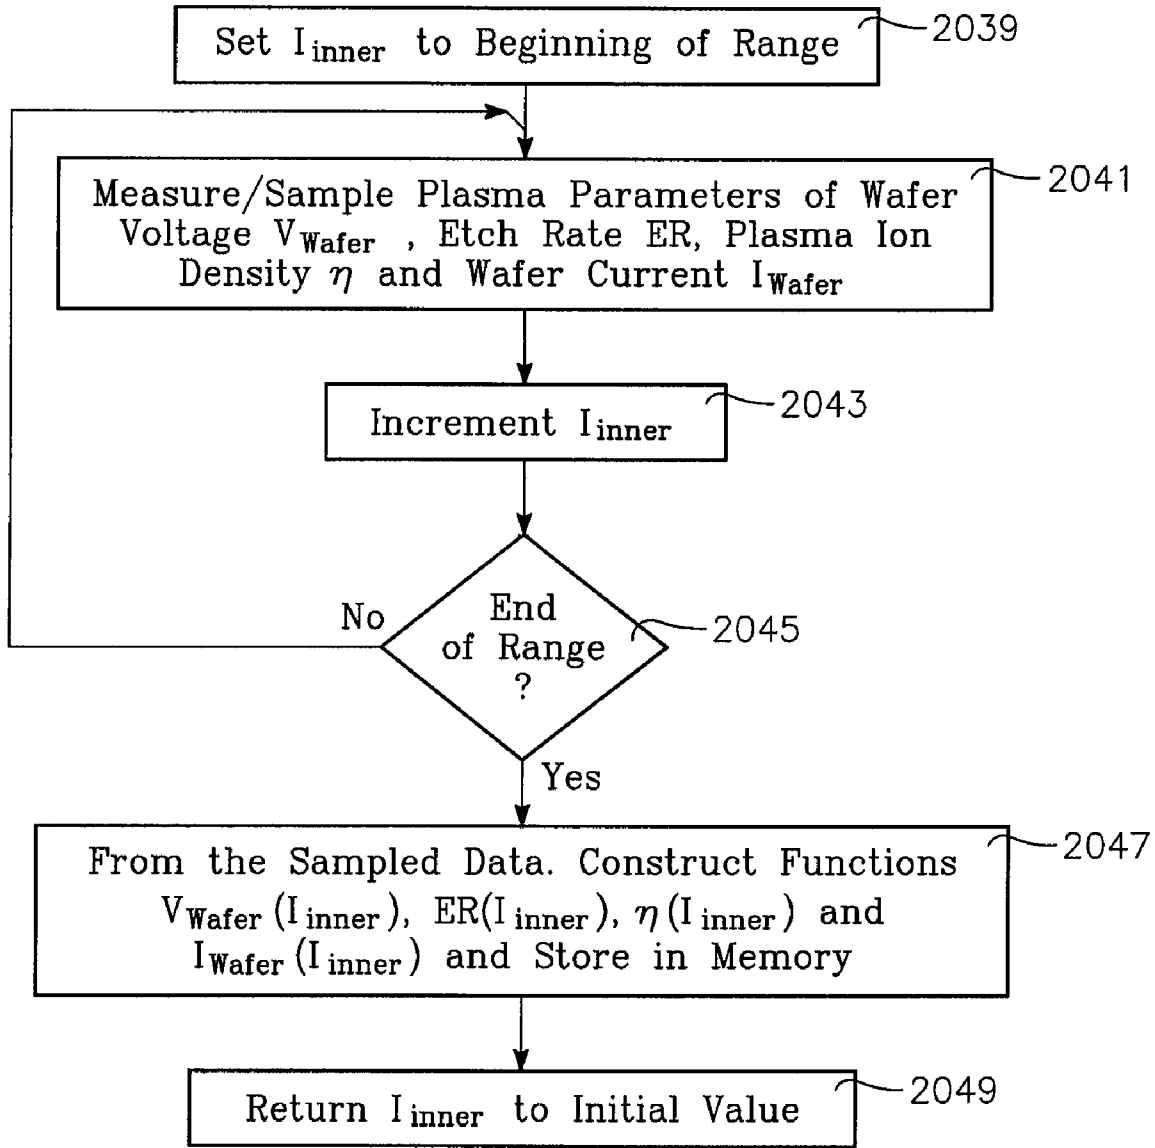 Set I inner to Beginning of Range
2039
Measure/Sample Plasma Parameters of Wafer
Voltage V Wafer , Etch Rate ER, Plasma Ion
Density η and Wafer Current I Wafer
2041
Increment I inner
2043
No
End
of Range
?
2045
Yes
From the Sampled Data. Construct Functions
V Wafer (I inner), ER(I inner), η(I inner) and
I Wafer (I inner) and Store in Memory
2047
Return I inner to Initial Value
2049